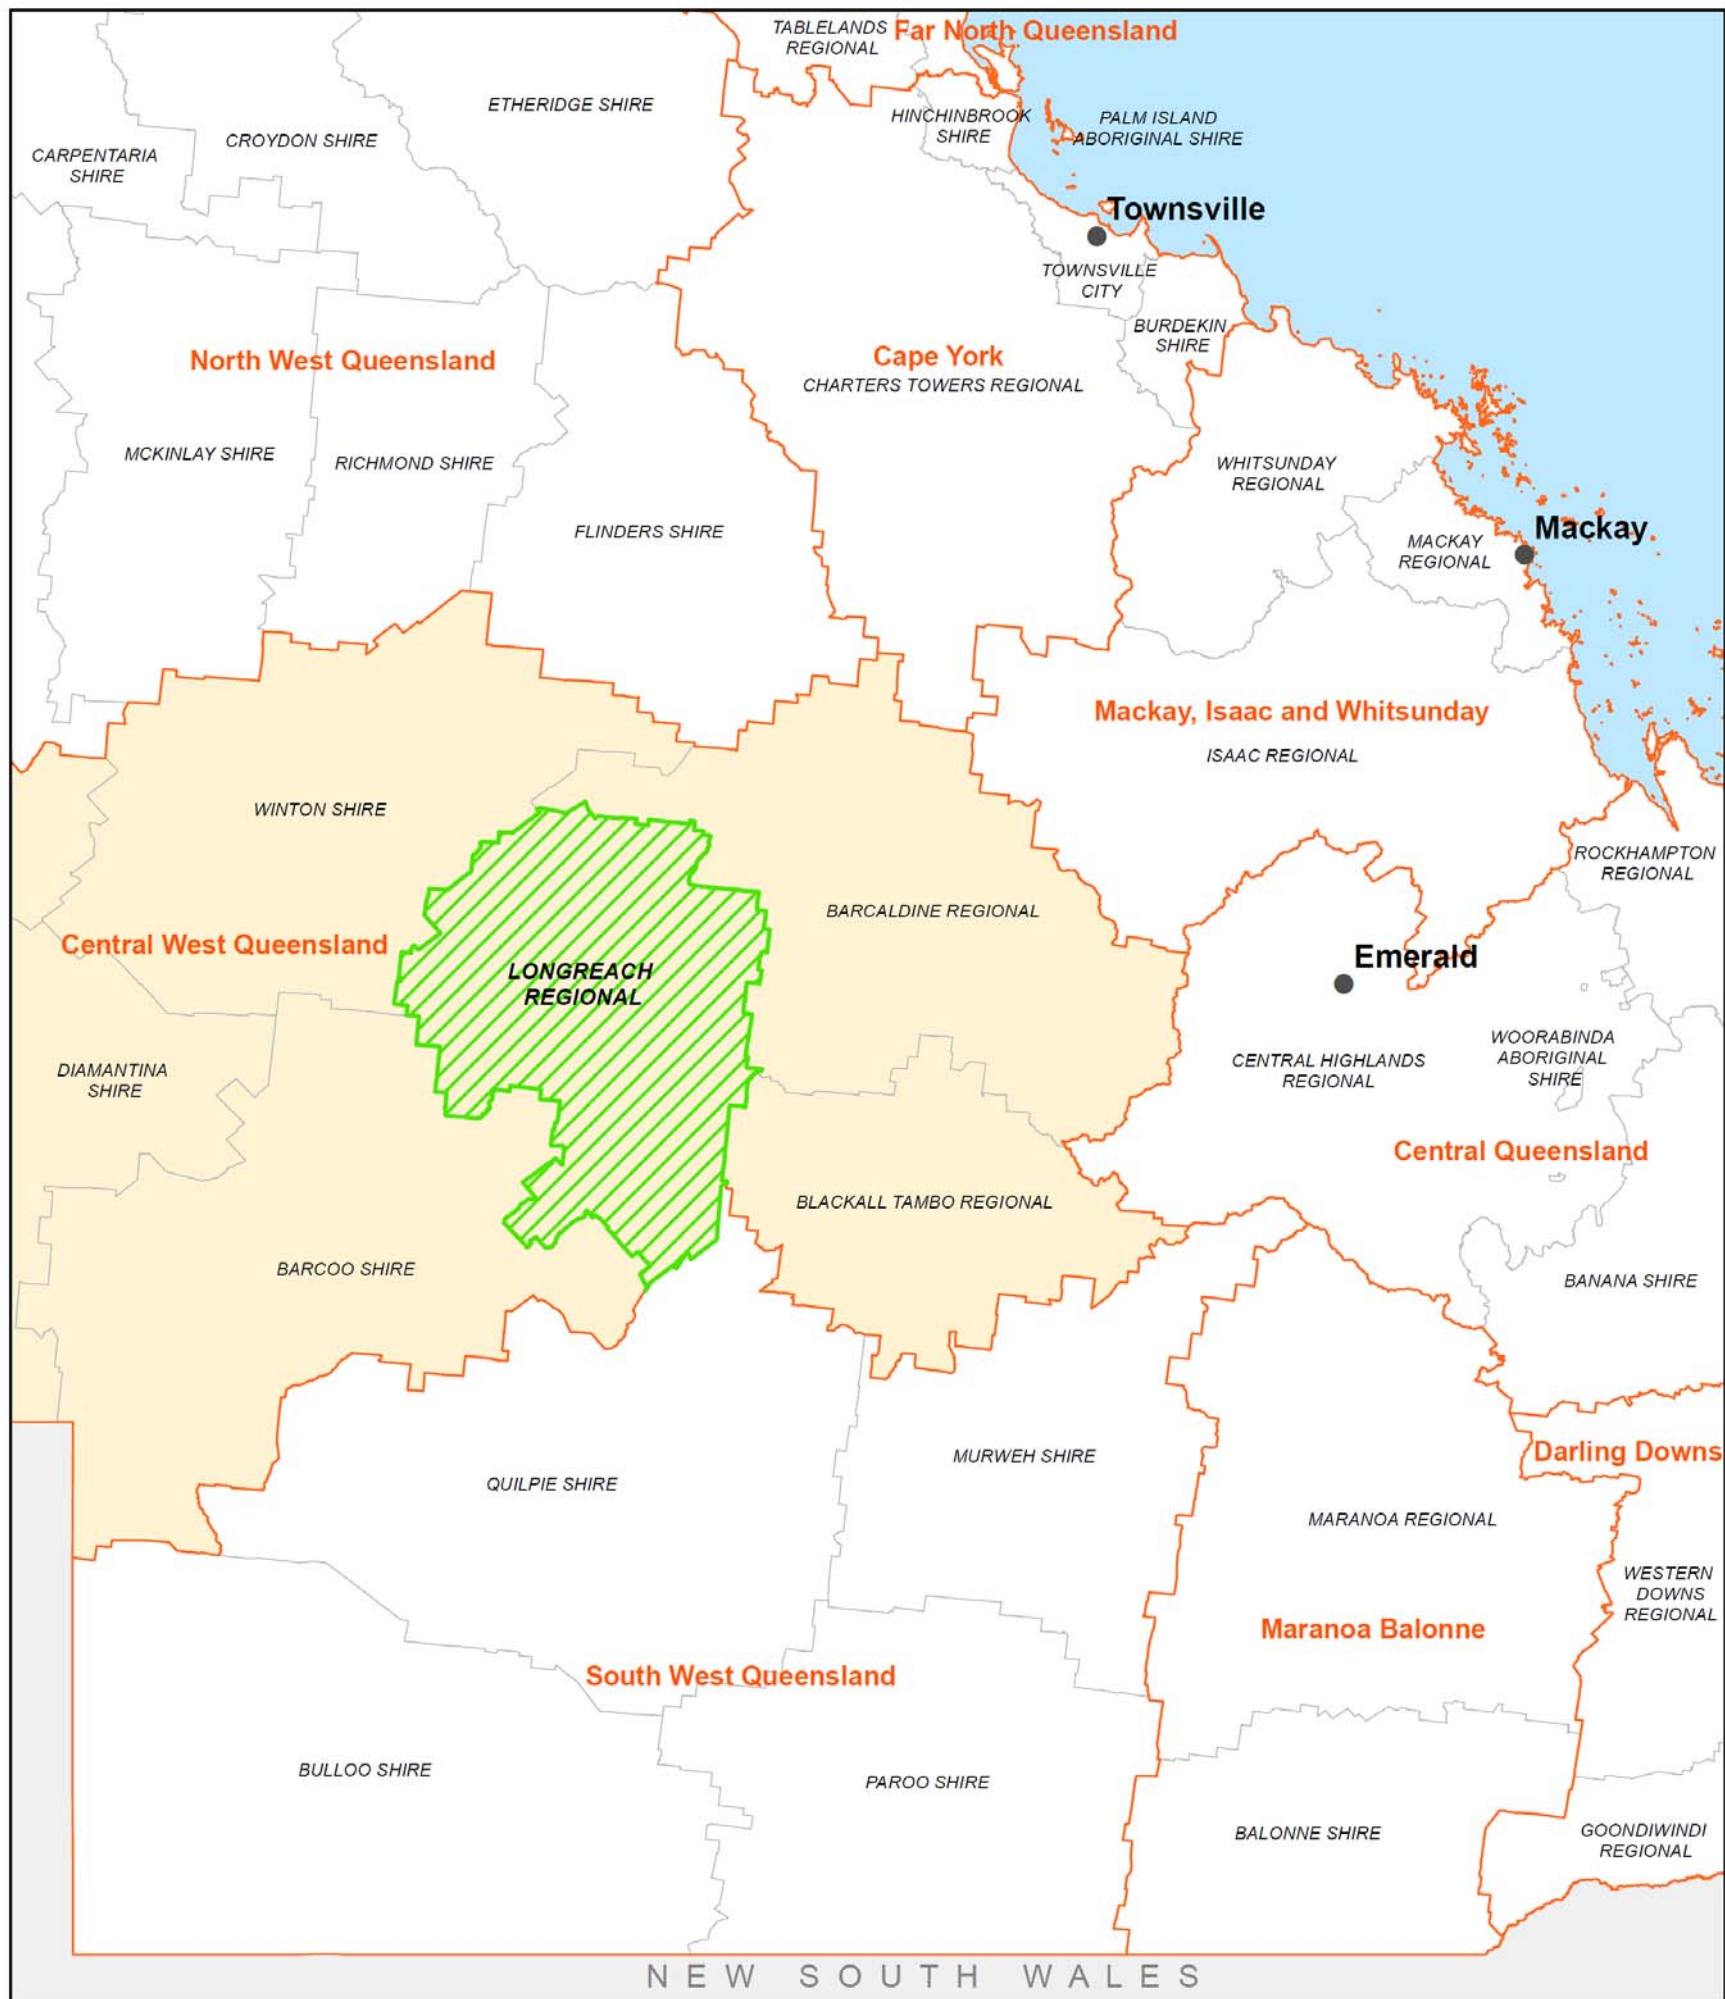 TABLELANDS
REGIONAL
Far North Queensland
ETHERIDGE SHIRE
HINCHINBROOK
SHIRE
PALM ISLAND
ABORIGINAL SHIRE
CROYDON SHIRE
CARPENTARIA
SHIRE
Townsville
TOWNSVILLE
CITY
BURDEKIN
SHIRE
North West Queensland
Cape York
CHARTERS TOWERS REGIONAL
MCKINLAY SHIRE
RICHMOND SHIRE
WHITSUNDAY
REGIONAL
FLINDERS SHIRE
Mackay
MACKAY
REGIONAL
Mackay, Isaac and Whitsunday
ISAAC REGIONAL
WINTON SHIRE
ROCKHAMPTON
REGIONAL
BARCALDINE REGIONAL
Central West Queensland
Emerald
LONGREACH
REGIONAL
DIAMANTINA
SHIRE
CENTRAL HIGHLANDS
REGIONAL
WOORABINDA
ABORIGINAL
SHIRE
Central Queensland
BLACKALL TAMBO REGIONAL
BARCOO SHIRE
BANANA SHIRE
Darling Downs
MURWEH SHIRE
QUILPIE SHIRE
MARANOA REGIONAL
WESTERN
DOWNS
REGIONAL
Maranoa Balonne
South West Queensland
BULLOO SHIRE
PAROO SHIRE
BALONNE SHIRE
GOONDIWINDI
REGIONAL
NEW SOUTH WALES